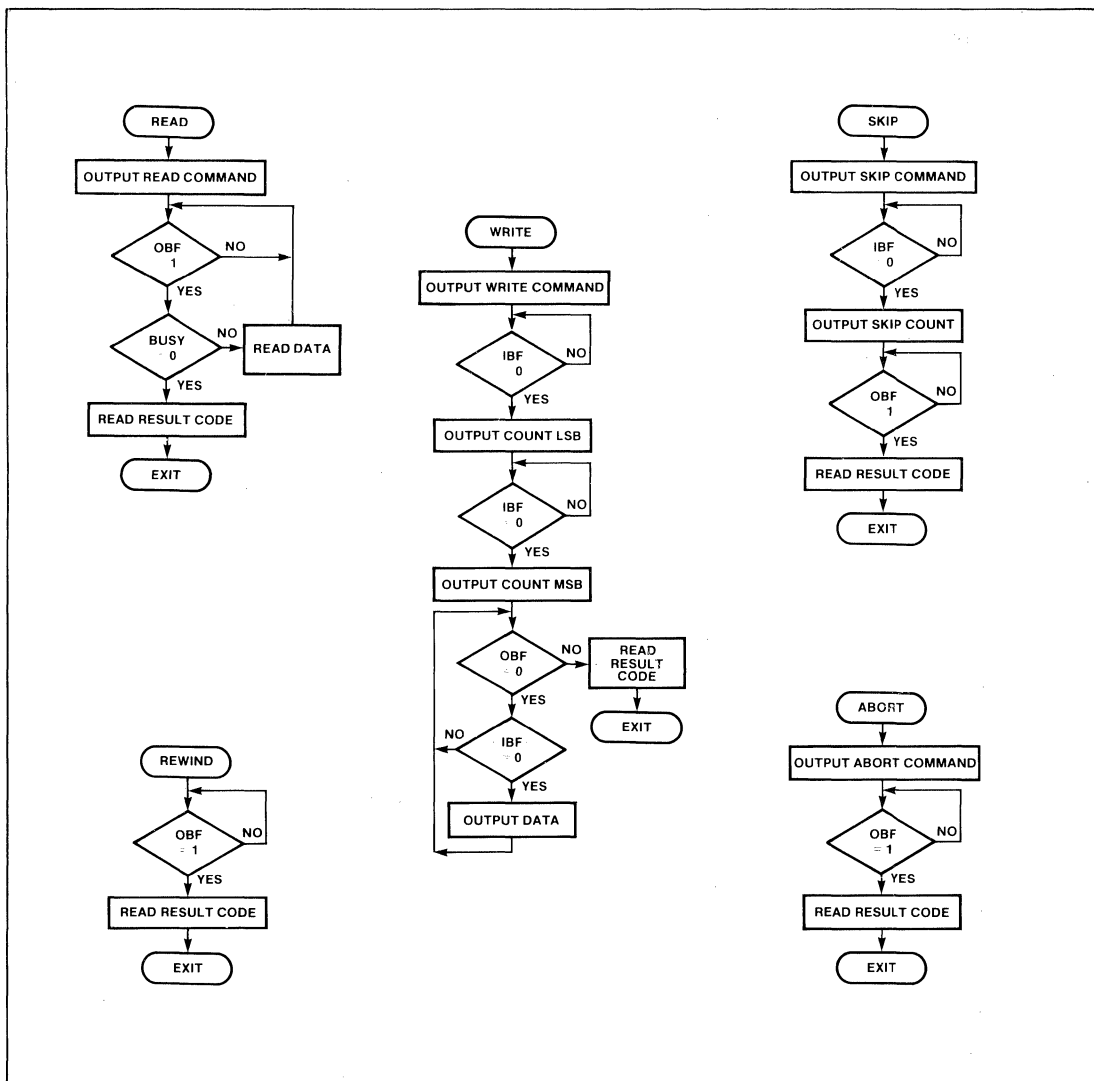 READ
OUTPUT READ COMMAND
OBF
1
NO
YES
BUSY
0
NO
READ DATA
YES
READ RESULT CODE
EXIT
REWIND
OBF
= 1
NO
YES
READ RESULT CODE
EXIT
WRITE
OUTPUT WRITE COMMAND
IBF
0
NO
YES
OUTPUT COUNT LSB
IBF
= 0
NO
YES
OUTPUT COUNT MSB
OBF
= 0
NO
READ
RESULT
CODE
EXIT
YES
IBF
= 0
NO
YES
OUTPUT DATA
SKIP
OUTPUT SKIP COMMAND
IBF
0
NO
YES
OUTPUT SKIP COUNT
OBF
1
NO
YES
READ RESULT CODE
EXIT
ABORT
OUTPUT ABORT COMMAND
OBF
= 1
NO
YES
READ RESULT CODE
EXIT